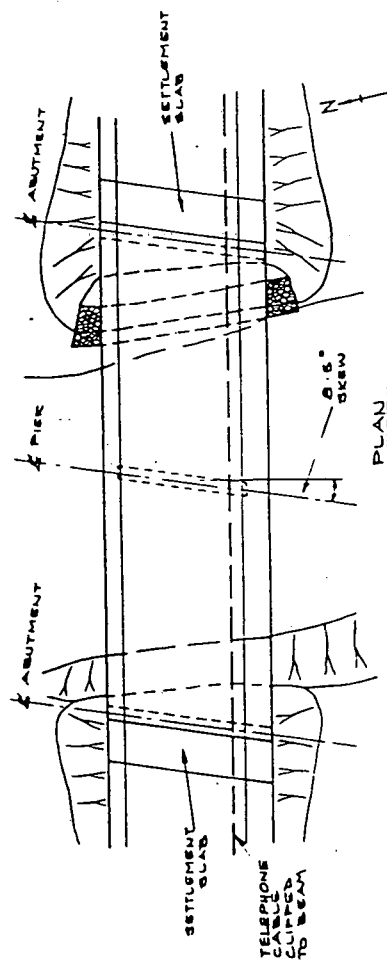 ℄ ABUTMENT
℄ PIER
℄ ABUTMENT
SETTLEMENT
SLAB
SETTLEMENT
SLAB
TELEPHONE
CABLE
CLIPPED
TO BEAM
8.5°
SKEW
N
PLAN